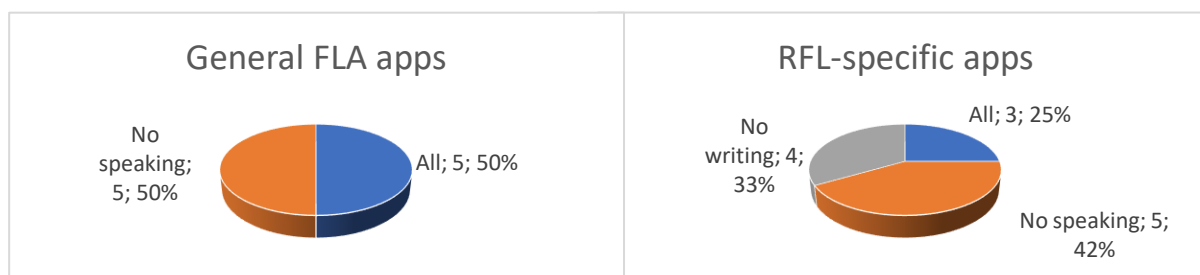 General FLA apps
No
speaking;
5; 50%
All; 5; 50%
RFL-specific apps
All; 3; 25%
No
writing; 4;
33%
No speaking; 5;
42%